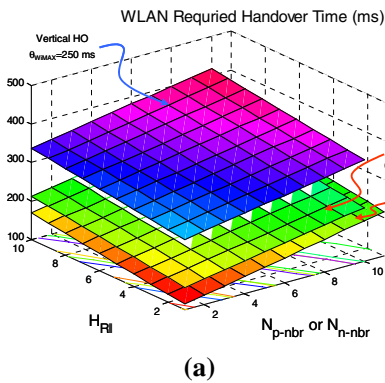 WLAN Requried Handover Time (ms)
Vertical HO
θWiMAX=250 ms
500
400
300
200
100
10
8
6
4
2
HRII
2
4
6
8
10
Np-nbr or Nn-nbr
(a)